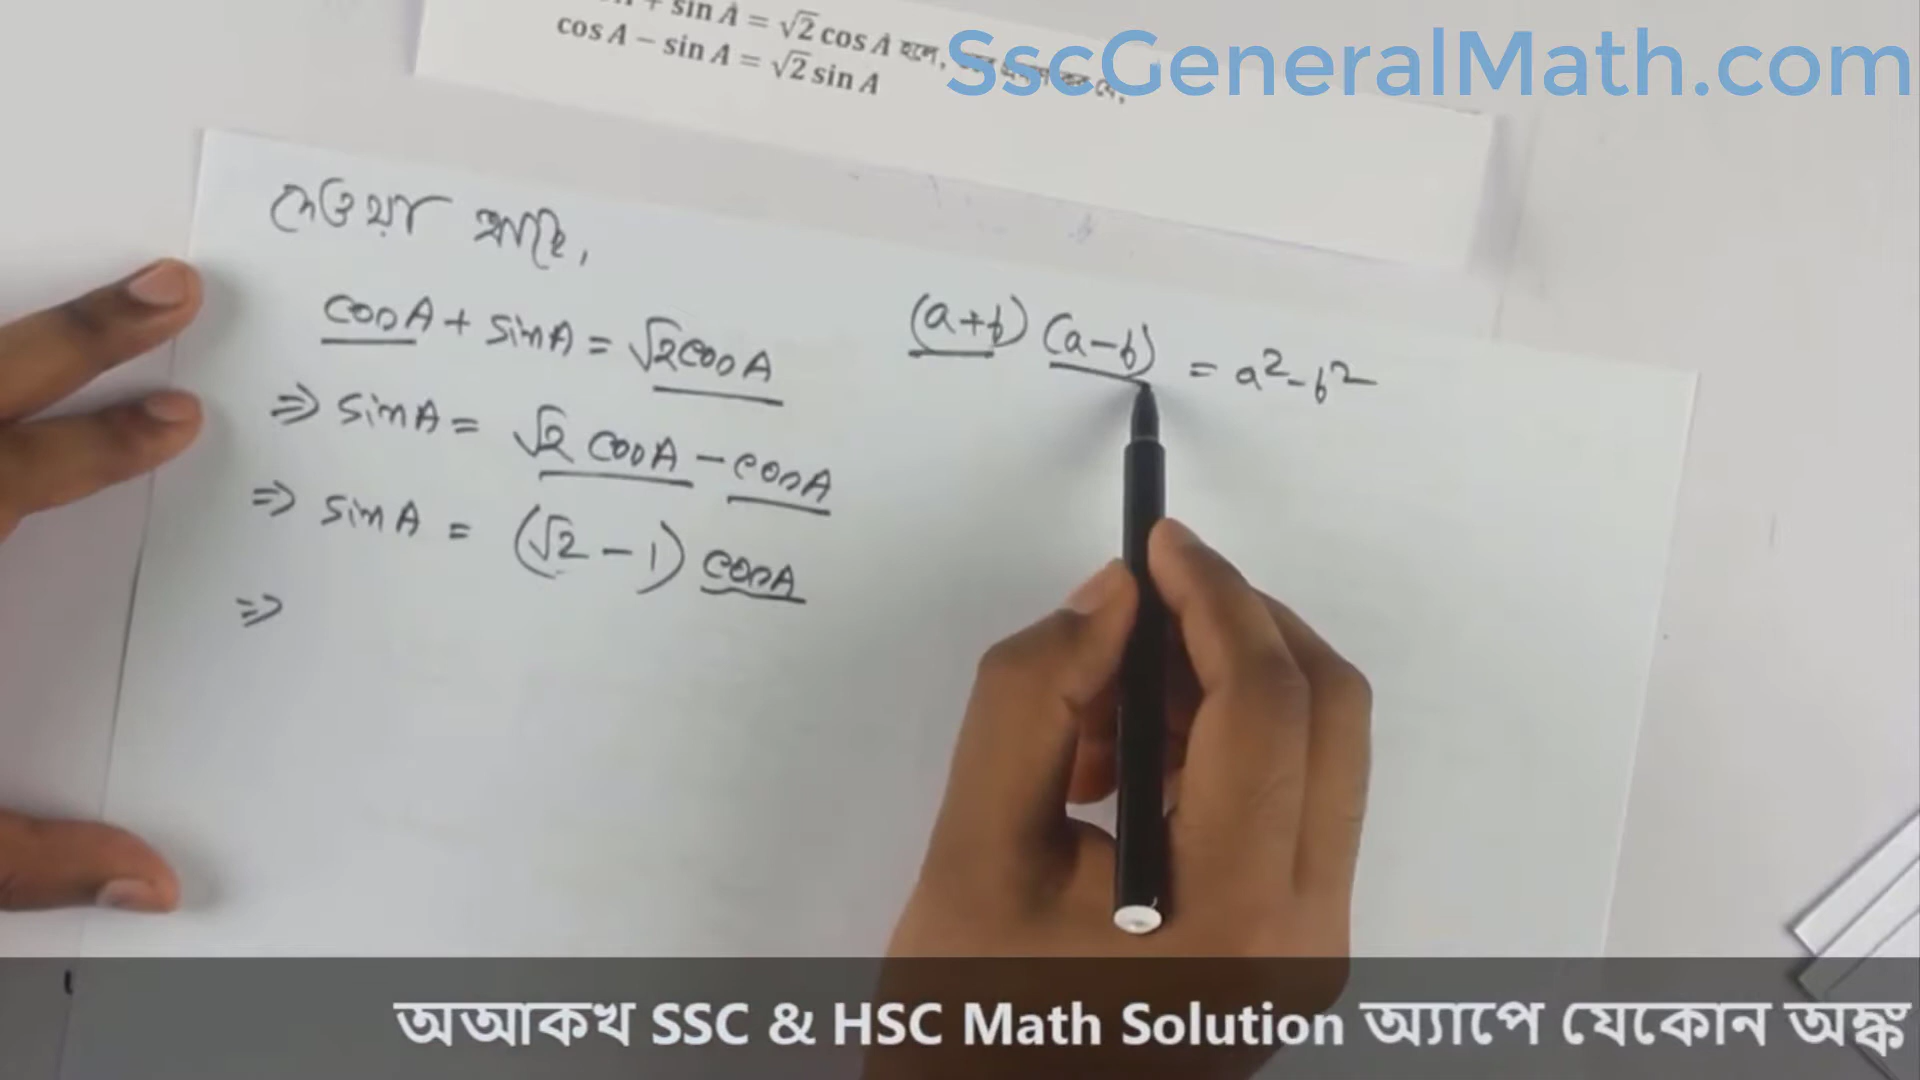 + sin A = √2 cos A হলে,
cos A − sin A = √2 sin A
SscGeneralMath.com
দেওয়া আছে,
cosA + sinA = √2cosA
⇒ sinA = √2 cosA − cosA
⇒ sinA = (√2 − 1) cosA
⇒
(a+b) (a−b) = a² − b²
অআকখ SSC & HSC Math Solution অ্যাপে যেকোন অঙ্ক